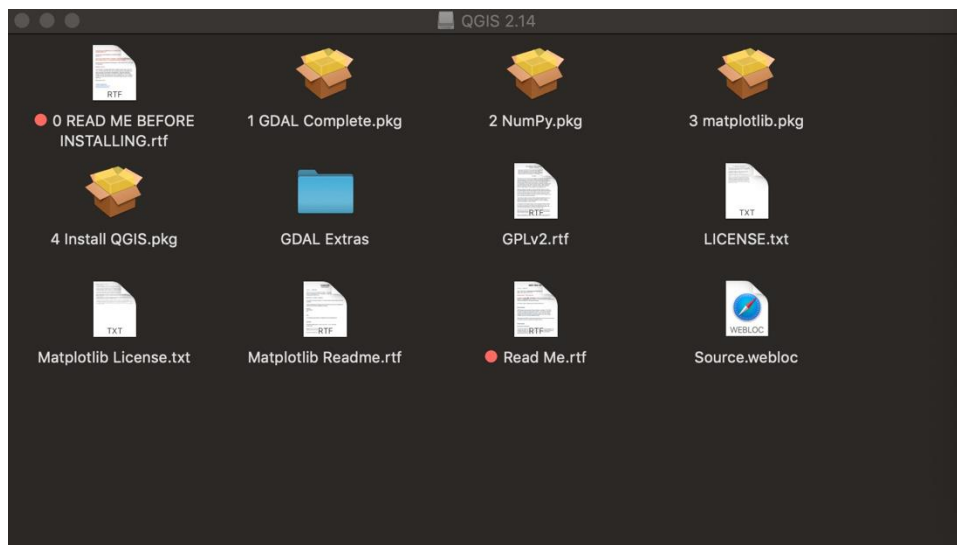 QGIS 2.14
RTF
0 READ ME BEFORE
INSTALLING.rtf
1 GDAL Complete.pkg
2 NumPy.pkg
3 matplotlib.pkg
4 Install QGIS.pkg
GDAL Extras
RTF
GPLv2.rtf
TXT
LICENSE.txt
TXT
Matplotlib License.txt
RTF
Matplotlib Readme.rtf
RTF
Read Me.rtf
WEBLOC
Source.webloc